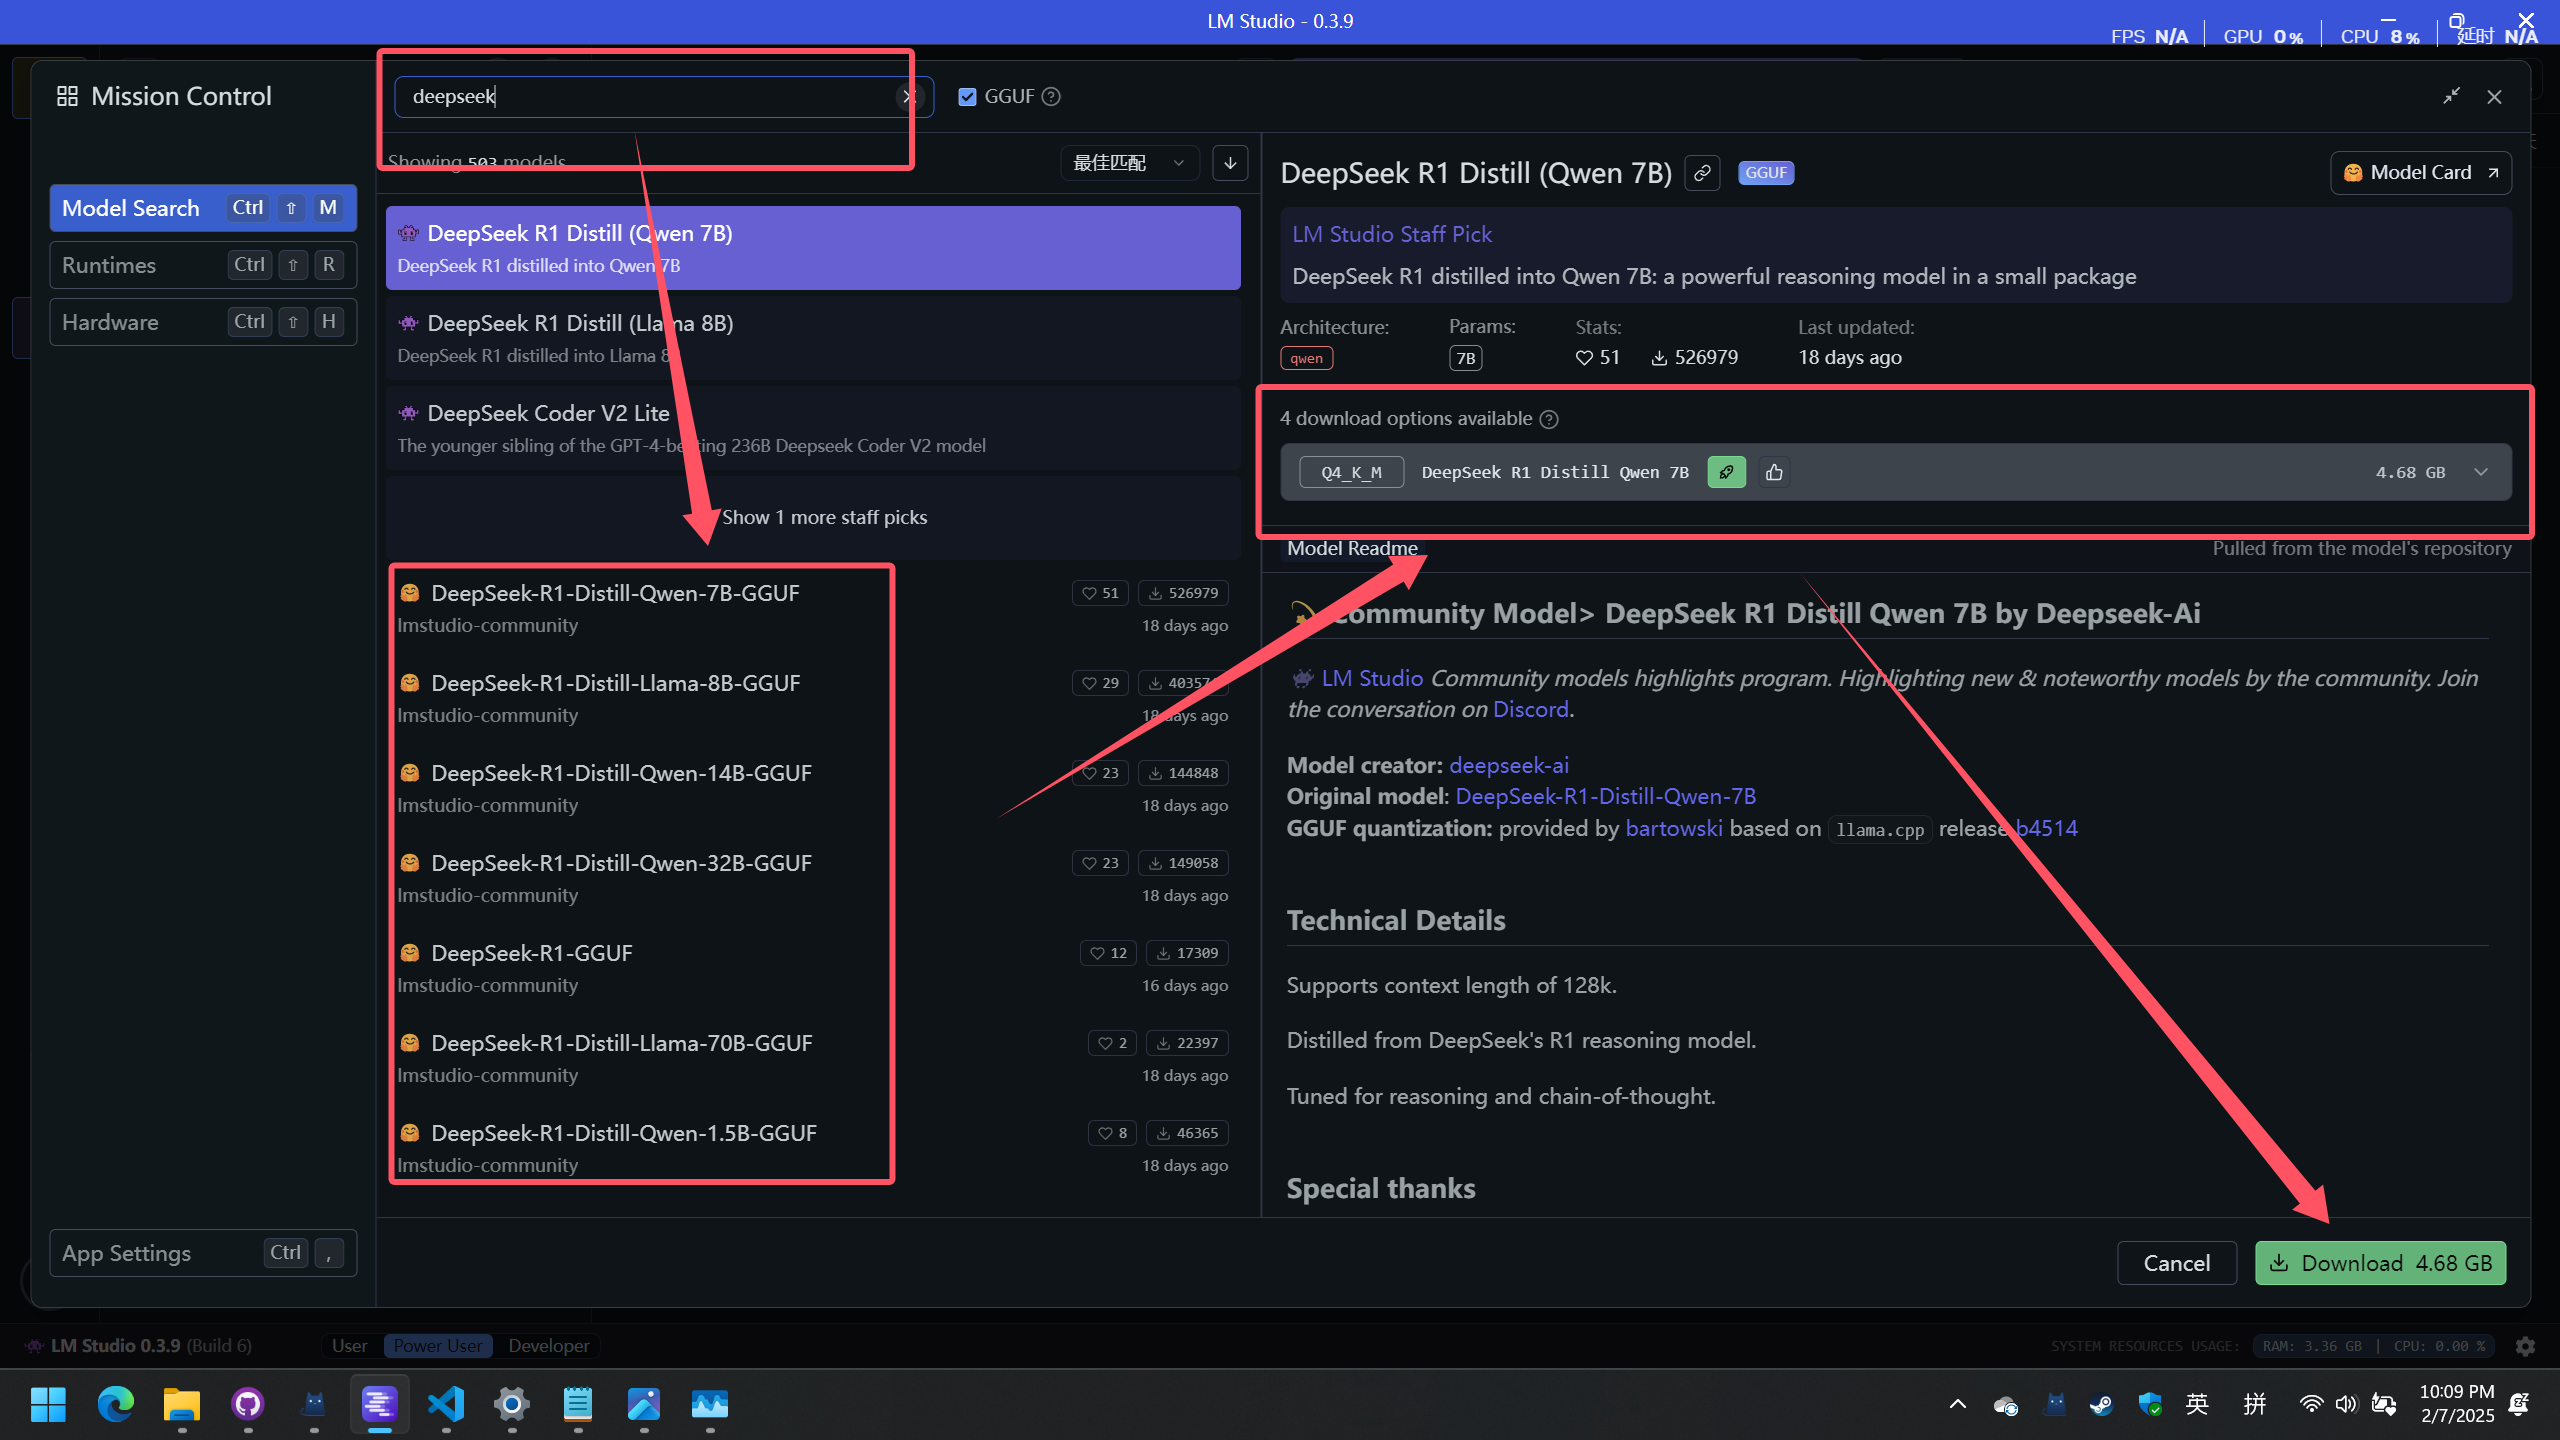 LM Studio - 0.3.9
FPS N/A GPU 0% CPU 8% 延时 N/A
Mission Control
deepseek
GGUF
Model Search Ctrl ⇧ M
Runtimes Ctrl ⇧ R
Hardware Ctrl ⇧ H
App Settings Ctrl ,
Showing 503 models
最佳匹配
DeepSeek R1 Distill (Qwen 7B)
DeepSeek R1 distilled into Qwen 7B
DeepSeek R1 Distill (Llama 8B)
DeepSeek R1 distilled into Llama 8B
DeepSeek Coder V2 Lite
The younger sibling of the GPT-4-beating 236B Deepseek Coder V2 model
Show 1 more staff picks
DeepSeek-R1-Distill-Qwen-7B-GGUF 51 526979
lmstudio-community 18 days ago
DeepSeek-R1-Distill-Llama-8B-GGUF 29
lmstudio-community 18 days ago
DeepSeek-R1-Distill-Qwen-14B-GGUF 23 144848
lmstudio-community 18 days ago
DeepSeek-R1-Distill-Qwen-32B-GGUF 23 149058
lmstudio-community 18 days ago
DeepSeek-R1-GGUF 12 17309
lmstudio-community 16 days ago
DeepSeek-R1-Distill-Llama-70B-GGUF 2 22397
lmstudio-community 18 days ago
DeepSeek-R1-Distill-Qwen-1.5B-GGUF 8 46365
lmstudio-community 18 days ago
DeepSeek R1 Distill (Qwen 7B) GGUF Model Card
LM Studio Staff Pick
DeepSeek R1 distilled into Qwen 7B: a powerful reasoning model in a small package
Architecture: Params: Stats: Last updated:
qwen 7B 51 526979 18 days ago
4 download options available
Q4_K_M DeepSeek R1 Distill Qwen 7B 4.68 GB
Model Readme Pulled from the model's repository
Community Model> DeepSeek R1 Distill Qwen 7B by Deepseek-Ai
LM Studio Community models highlights program. Highlighting new & noteworthy models by the community. Join
the conversation on Discord.
Model creator: deepseek-ai
Original model: DeepSeek-R1-Distill-Qwen-7B
GGUF quantization: provided by bartowski based on llama.cpp release b4514
Technical Details
Supports context length of 128k.
Distilled from DeepSeek's R1 reasoning model.
Tuned for reasoning and chain-of-thought.
Special thanks
Cancel Download 4.68 GB
LM Studio 0.3.9 (Build 6) User Power User Developer
SYSTEM RESOURCES USAGE: RAM: 3.36 GB | CPU: 0.00 %
英 拼
10:09 PM
2/7/2025